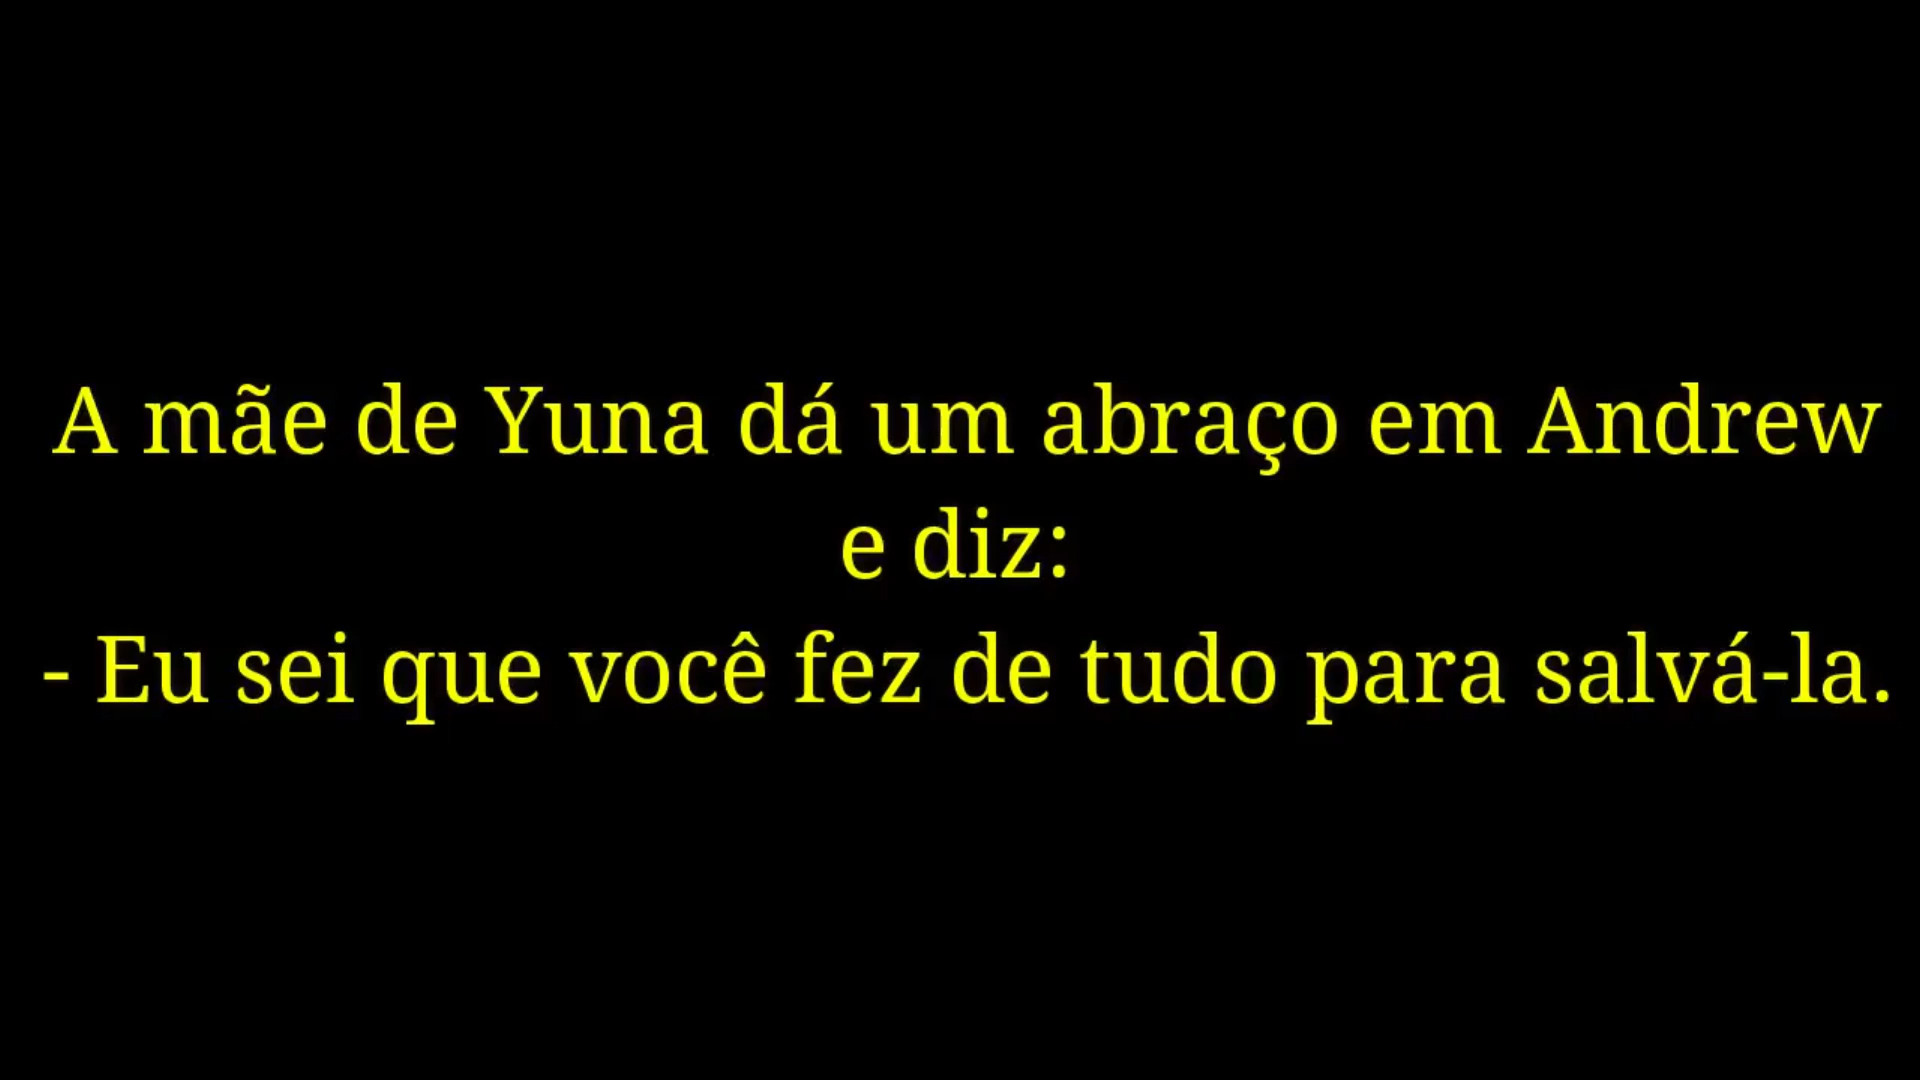 A mãe de Yuna dá um abraço em Andrew
e diz:
- Eu sei que você fez de tudo para salvá-la.